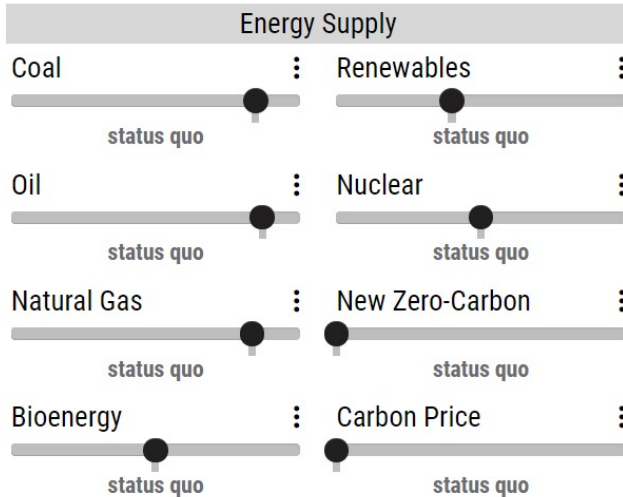 Energy Supply
Coal
Renewables
status quo
status quo
Oil
Nuclear
status quo
status quo
Natural Gas
New Zero-Carbon
status quo
status quo
Bioenergy
Carbon Price
status quo
status quo